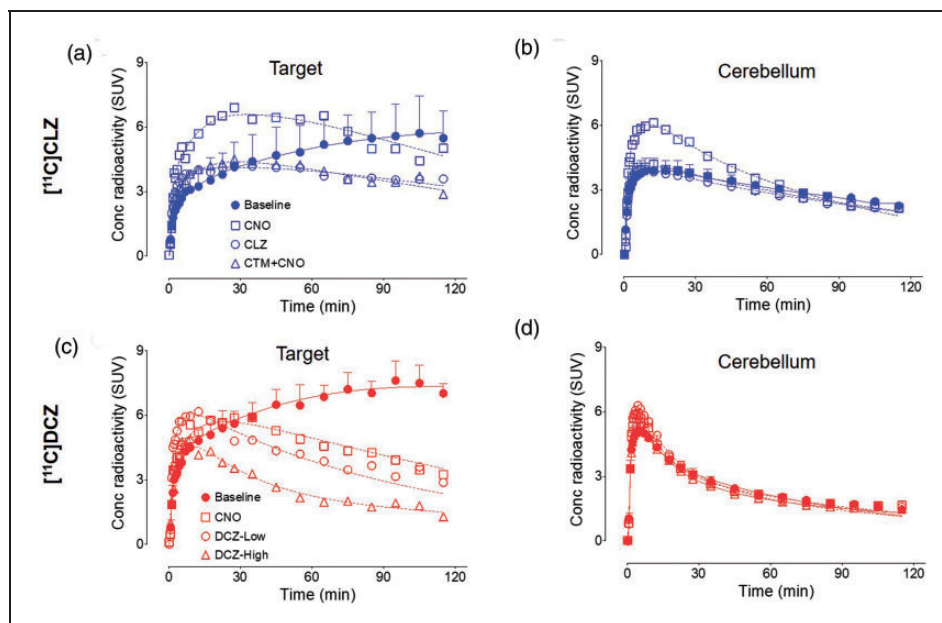 (a)
Target
[¹¹C]CLZ
Conc radioactivity (SUV)
9
6
3
0
Baseline
CNO
CLZ
CTM+CNO
0 30 60 90 120
Time (min)
(b)
Cerebellum
Conc radioactivity (SUV)
9
6
3
0
0 30 60 90 120
Time (min)
(c)
Target
[¹¹C]DCZ
Conc radioactivity (SUV)
9
6
3
0
Baseline
CNO
DCZ-Low
DCZ-High
0 30 60 90 120
Time (min)
(d)
Cerebellum
Conc radioactivity (SUV)
9
6
3
0
0 30 60 90 120
Time (min)